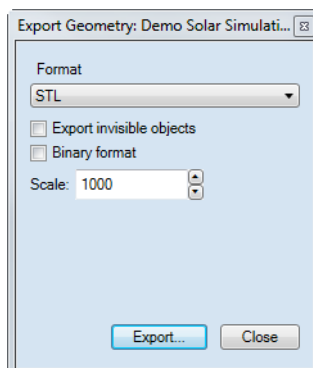 Export Geometry: Demo Solar Simulati...
Format
STL
Export invisible objects
Binary format
Scale: 1000
Export... Close